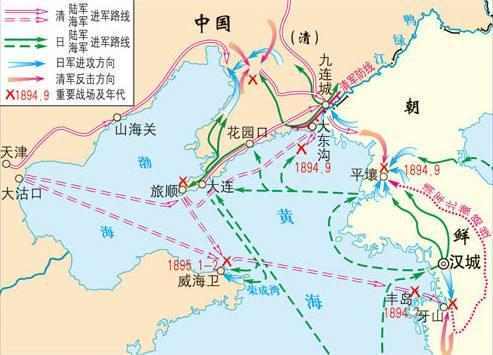 清 陆军 海军 进军路线
日 陆军 海军 进军路线
日军进攻方向
清军反击方向
1894.9 重要战场及年代
中国
(清)
鸭
绿
江
九连城
清军防线
朝
鲜
山海关
花园口
大东沟
1894.9
天津
大沽口
渤
海
旅顺
大连
平壤
1894.9
黄
海
汉城
1895.1-2
威海卫
荣成湾
丰岛
1894.7
牙山